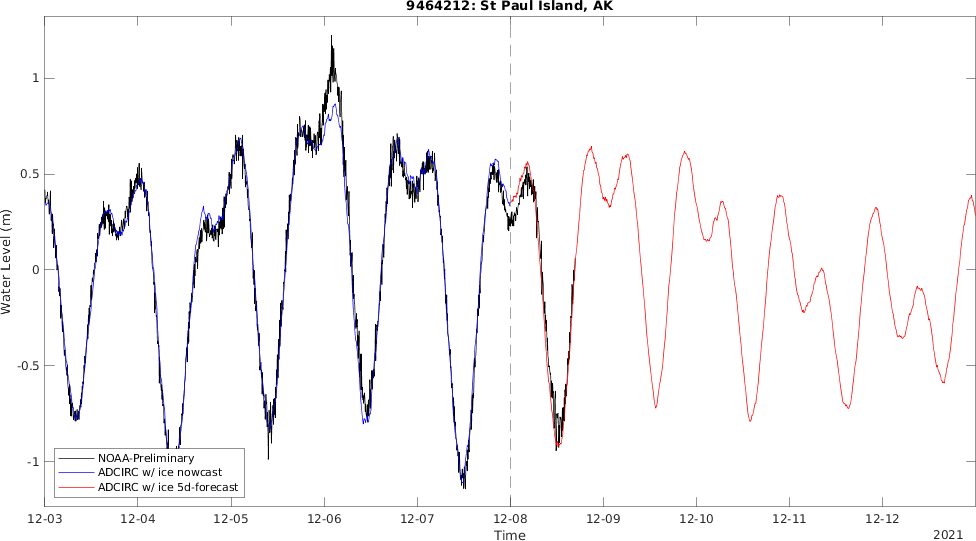 9464212: St Paul Island, AK
Water Level (m)
1
0.5
0
-0.5
-1
NOAA-Preliminary
ADCIRC w/ ice nowcast
ADCIRC w/ ice 5d-forecast
12-03 12-04 12-05 12-06 12-07 12-08 12-09 12-10 12-11 12-12
Time
2021